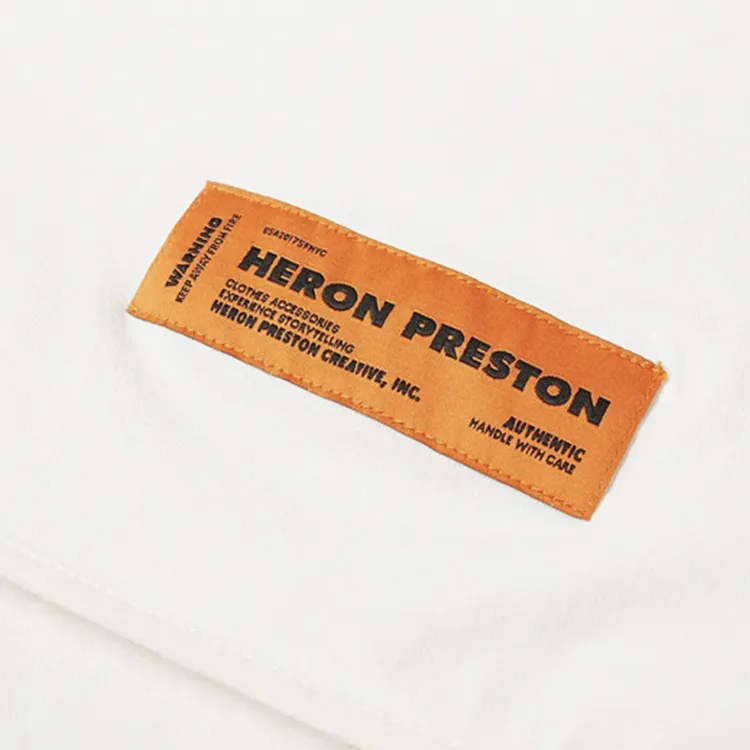 WARNING
KEEP AWAY FROM FIRE
USA2017SFNYC
HERON PRESTON
CLOTHES ACCESSORIES
EXPERIENCE STORYTELLING
HERON PRESTON CREATIVE, INC.
AUTHENTIC
HANDLE WITH CARE